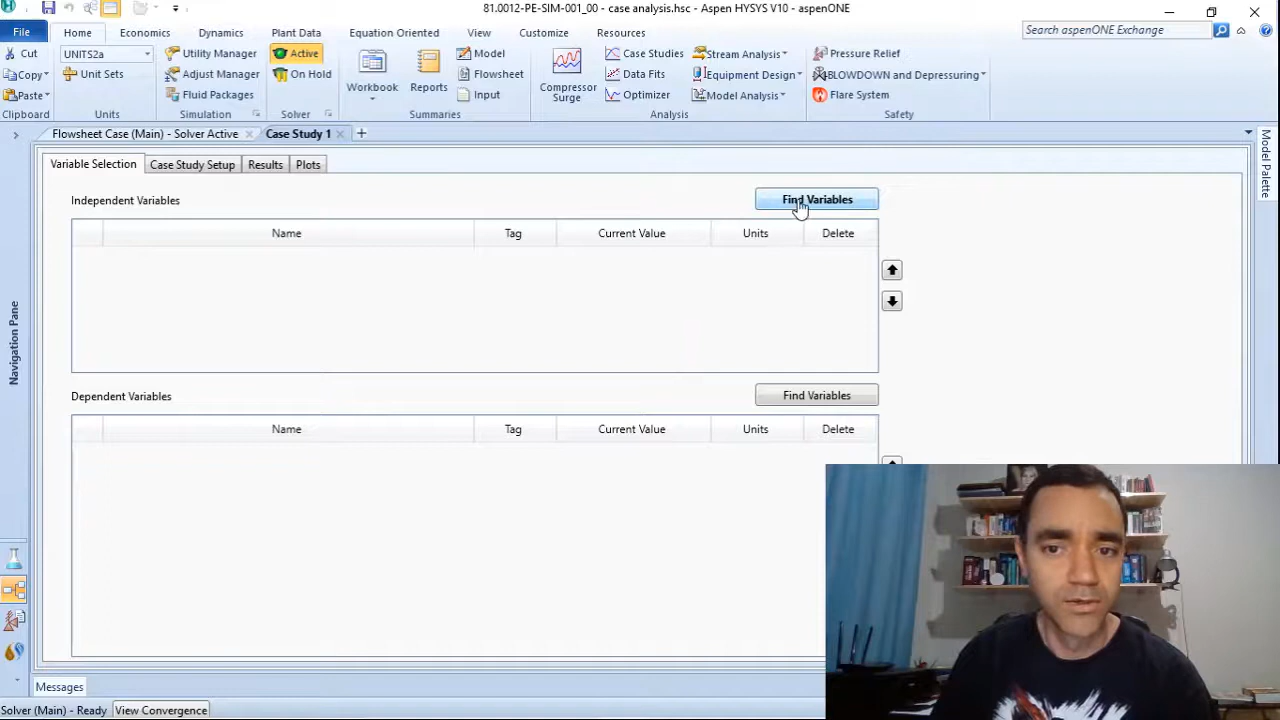 81.0012-PE-SIM-001_00 - case analysis.hsc - Aspen HYSYS V10 - aspenONE
File Home Economics Dynamics Plant Data Equation Oriented View Customize Resources Search aspenONE Exchange
Cut UNITS2a Utility Manager Active Model Case Studies Stream Analysis Pressure Relief
Copy Unit Sets Adjust Manager On Hold Workbook Reports Flowsheet Compressor Surge Data Fits Equipment Design BLOWDOWN and Depressuring
Paste Fluid Packages Input Optimizer Model Analysis Flare System
Clipboard Units Simulation Solver Summaries Analysis Safety
Flowsheet Case (Main) - Solver Active Case Study 1
Model Palette
Variable Selection Case Study Setup Results Plots
Independent Variables Find Variables
Name Tag Current Value Units Delete
Navigation Pane
Dependent Variables Find Variables
Name Tag Current Value Units Delete
Messages
Solver (Main) - Ready View Convergence